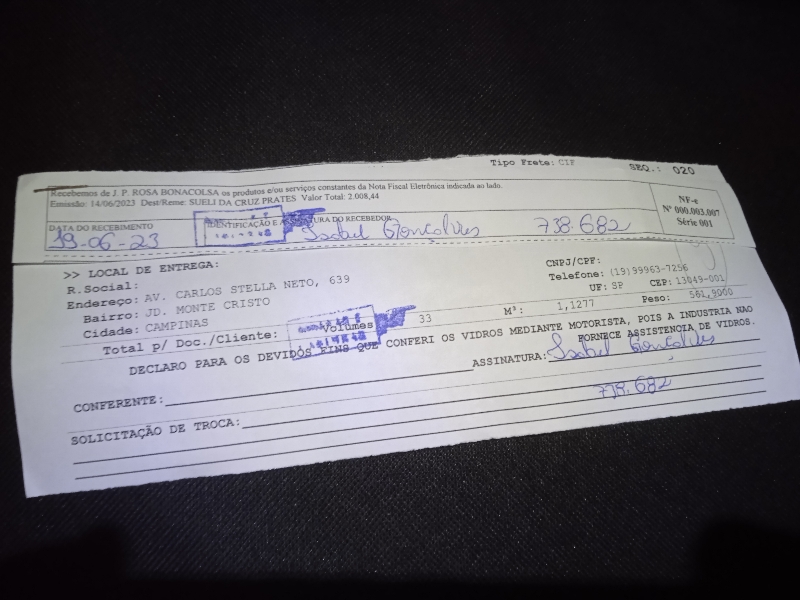 Tipo Frete: CIF SEQ.: 020
Recebemos de J. P. ROSA BONACOLSA os produtos e/ou serviços constantes da Nota Fiscal Eletrônica indicada ao lado.
Emissão: 14/06/2023 Dest/Reme: SUELI DA CRUZ PRATES Valor Total: 2.008,44
NF-e
Nº 000.003.007
Série 001
DATA DO RECEBIMENTO
IDENTIFICAÇÃO E ASSINATURA DO RECEBEDOR
19-06-23
Isabel Gonçalves 738.682
>> LOCAL DE ENTREGA:
R.Social: CNPJ/CPF:
Endereço: AV. CARLOS STELLA NETO, 639 Telefone: (19)99963-7256
Bairro: JD. MONTE CRISTO UF: SP CEP: 13049-001
Cidade: CAMPINAS
Total p/ Doc./Cliente: Volumes 33 M³: 1,1277 Peso: 561,9000
DECLARO PARA OS DEVIDOS FINS QUE CONFERI OS VIDROS MEDIANTE MOTORISTA, POIS A INDUSTRIA NAO
FORNECE ASSISTENCIA DE VIDROS.
CONFERENTE: ASSINATURA: Isabel Gonçalves
738.682
SOLICITAÇÃO DE TROCA: